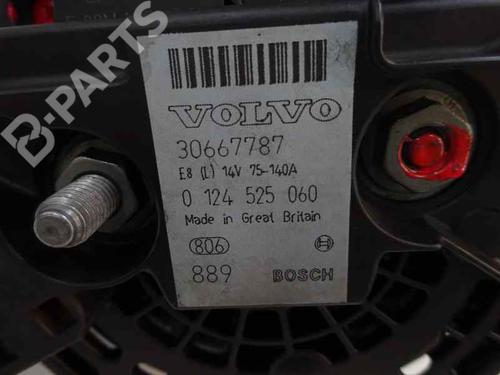 B-PARTS
VOLVO
30667787
E8 (L) 14V 75-140A
0 124 525 060
Made in Great Britain
806
889 BOSCH